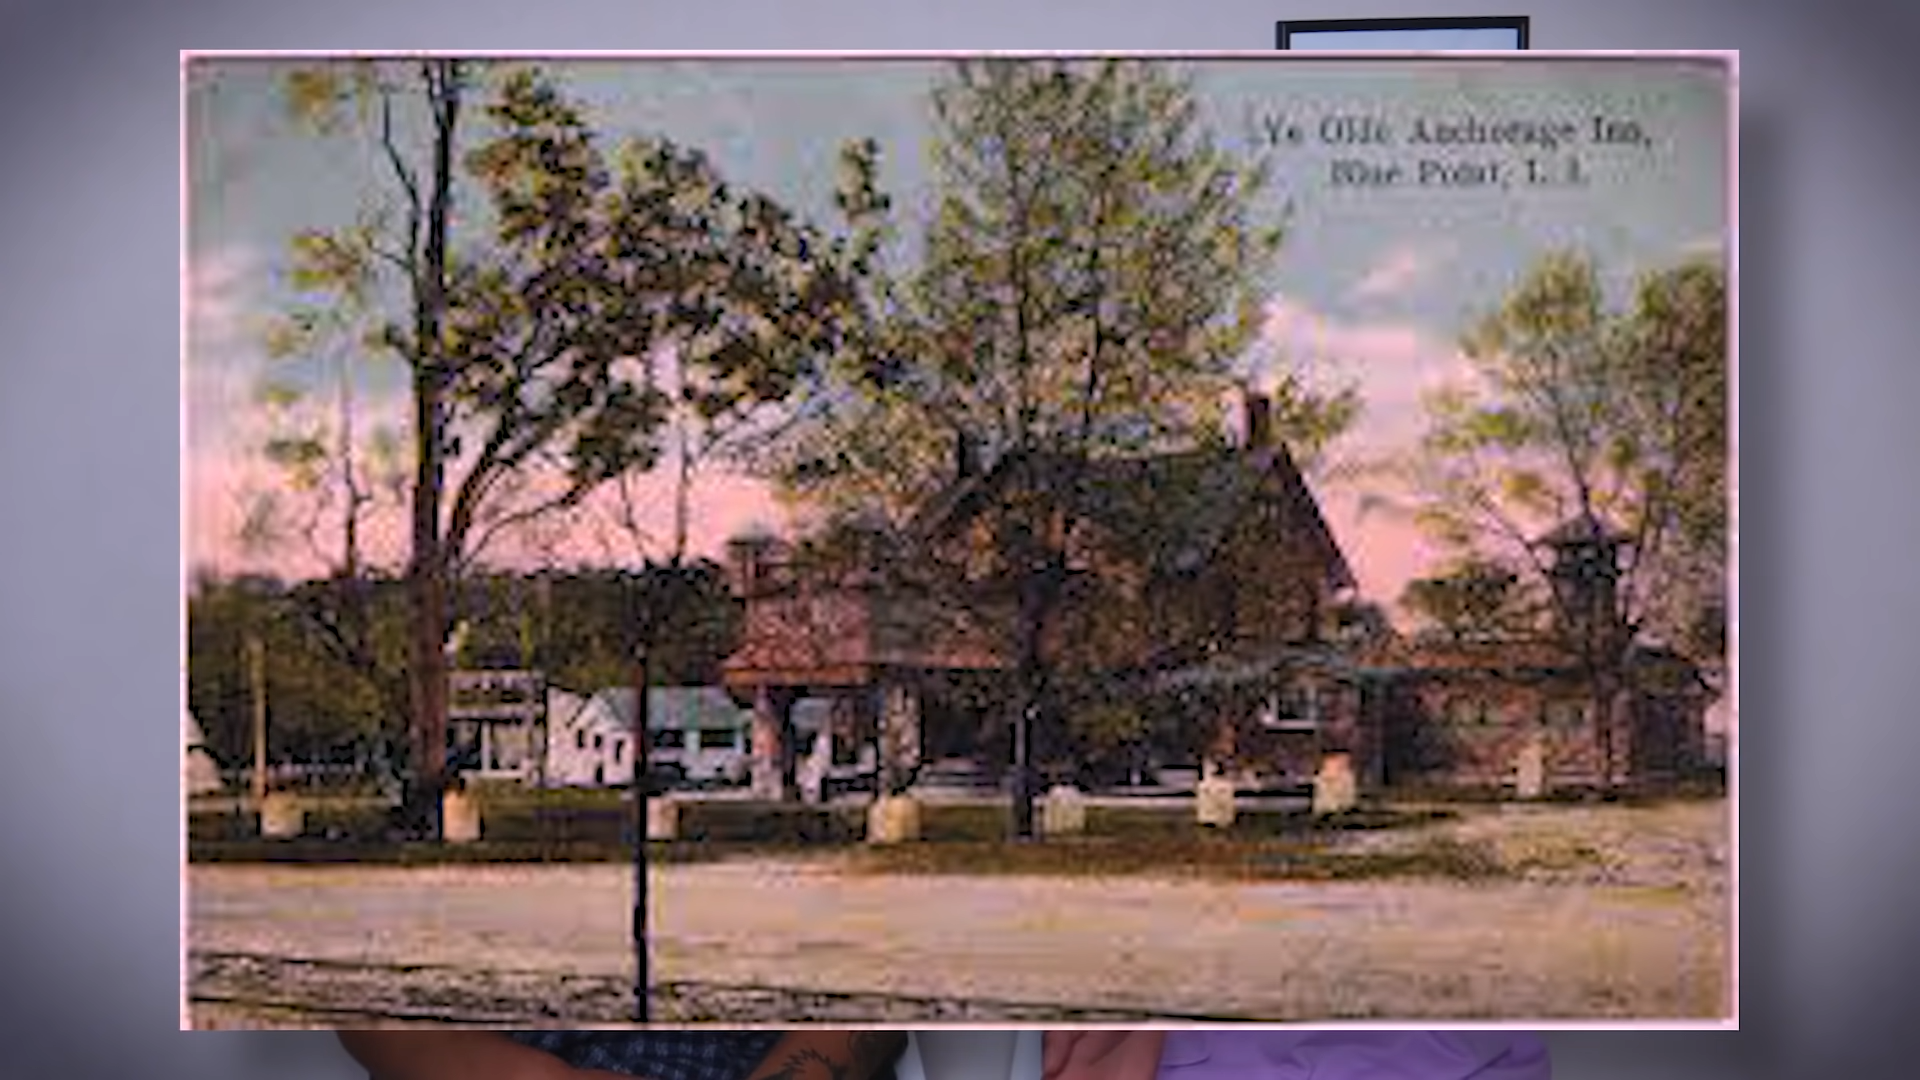 Ye Olde Anchorage Inn,
Blue Point, L. I.